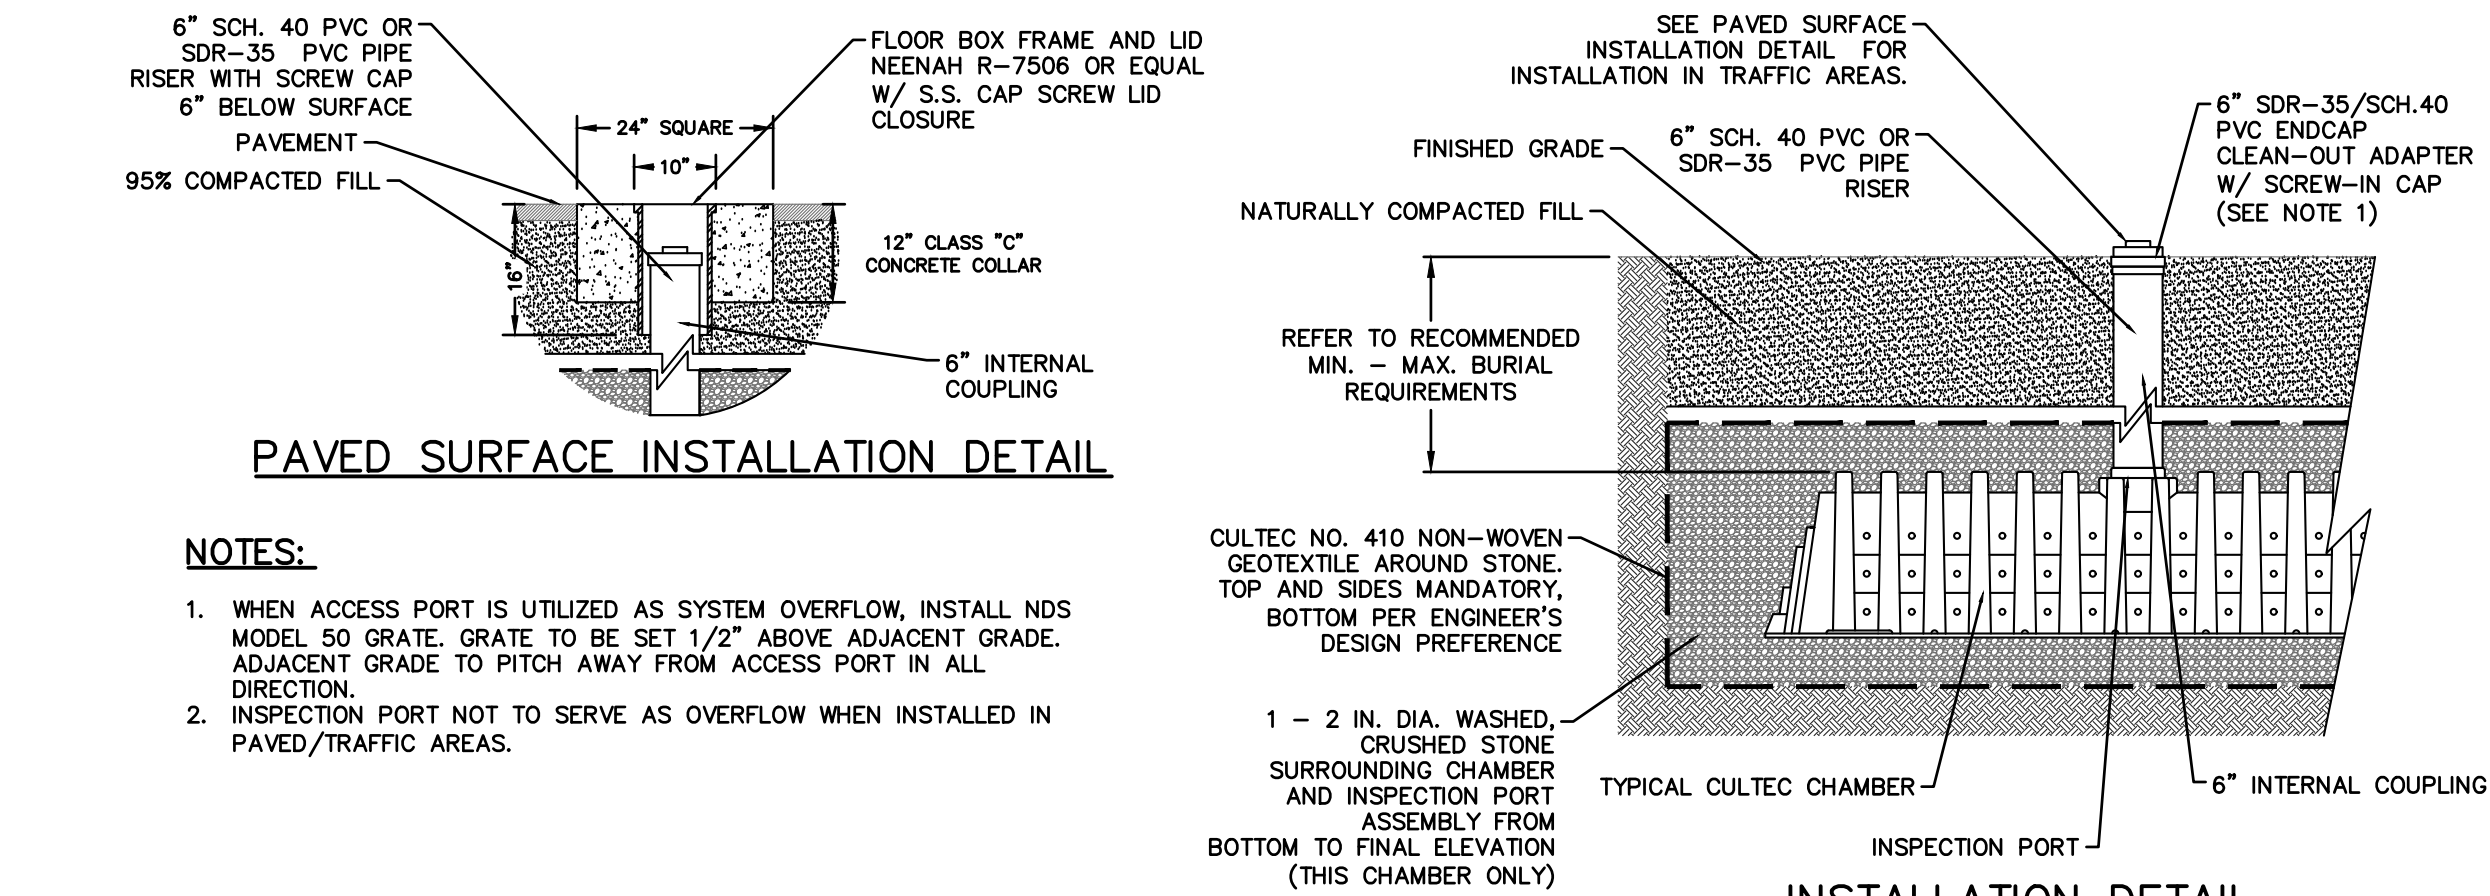 6" SCH. 40 PVC OR
SDR-35 PVC PIPE
RISER WITH SCREW CAP
6" BELOW SURFACE
PAVEMENT
95% COMPACTED FILL
FLOOR BOX FRAME AND LID
NEENAH R-7506 OR EQUAL
W/ S.S. CAP SCREW LID
CLOSURE
24" SQUARE
10"
16"
12" CLASS "C"
CONCRETE COLLAR
6" INTERNAL
COUPLING
PAVED SURFACE INSTALLATION DETAIL
NOTES:
1. WHEN ACCESS PORT IS UTILIZED AS SYSTEM OVERFLOW, INSTALL NDS
MODEL 50 GRATE. GRATE TO BE SET 1/2" ABOVE ADJACENT GRADE.
ADJACENT GRADE TO PITCH AWAY FROM ACCESS PORT IN ALL
DIRECTION.
2. INSPECTION PORT NOT TO SERVE AS OVERFLOW WHEN INSTALLED IN
PAVED/TRAFFIC AREAS.
SEE PAVED SURFACE
INSTALLATION DETAIL FOR
INSTALLATION IN TRAFFIC AREAS.
6" SDR-35/SCH.40
PVC ENDCAP
CLEAN-OUT ADAPTER
W/ SCREW-IN CAP
(SEE NOTE 1)
FINISHED GRADE
6" SCH. 40 PVC OR
SDR-35 PVC PIPE
RISER
NATURALLY COMPACTED FILL
REFER TO RECOMMENDED
MIN. - MAX. BURIAL
REQUIREMENTS
CULTEC NO. 410 NON-WOVEN
GEOTEXTILE AROUND STONE.
TOP AND SIDES MANDATORY,
BOTTOM PER ENGINEER'S
DESIGN PREFERENCE
1 - 2 IN. DIA. WASHED,
CRUSHED STONE
SURROUNDING CHAMBER
AND INSPECTION PORT
ASSEMBLY FROM
BOTTOM TO FINAL ELEVATION
(THIS CHAMBER ONLY)
TYPICAL CULTEC CHAMBER
6" INTERNAL COUPLING
INSPECTION PORT
INSTALLATION DETAIL